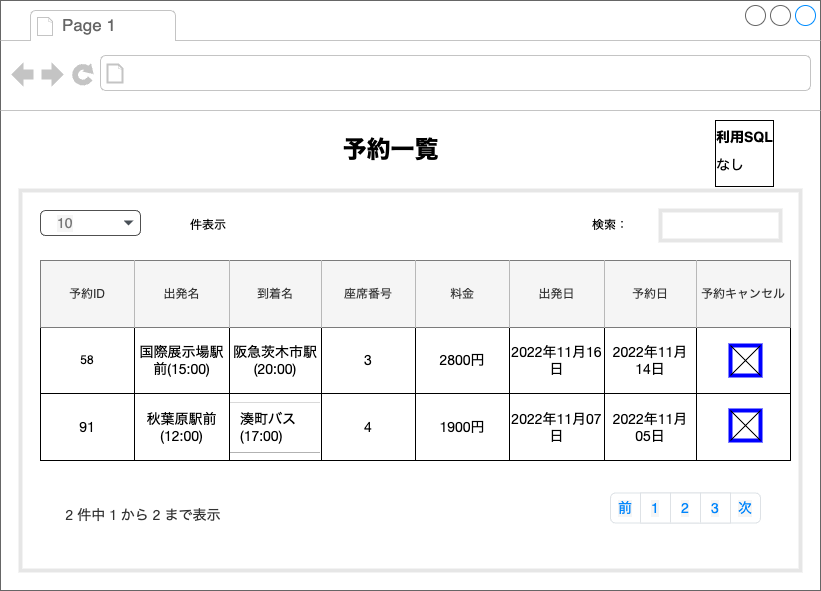 Page 1
予約一覧
利用SQL
なし
10
件表示
検索：
予約ID
出発名
到着名
座席番号
料金
出発日
予約日
予約キャンセル
58
国際展示場駅
前(15:00)
阪急茨木市駅
(20:00)
3
2800円
2022年11月16
日
2022年11月
14日
91
秋葉原駅前
(12:00)
湊町バス
(17:00)
4
1900円
2022年11月07
日
2022年11月
05日
2 件中 1 から 2 まで表示
前 1 2 3 次